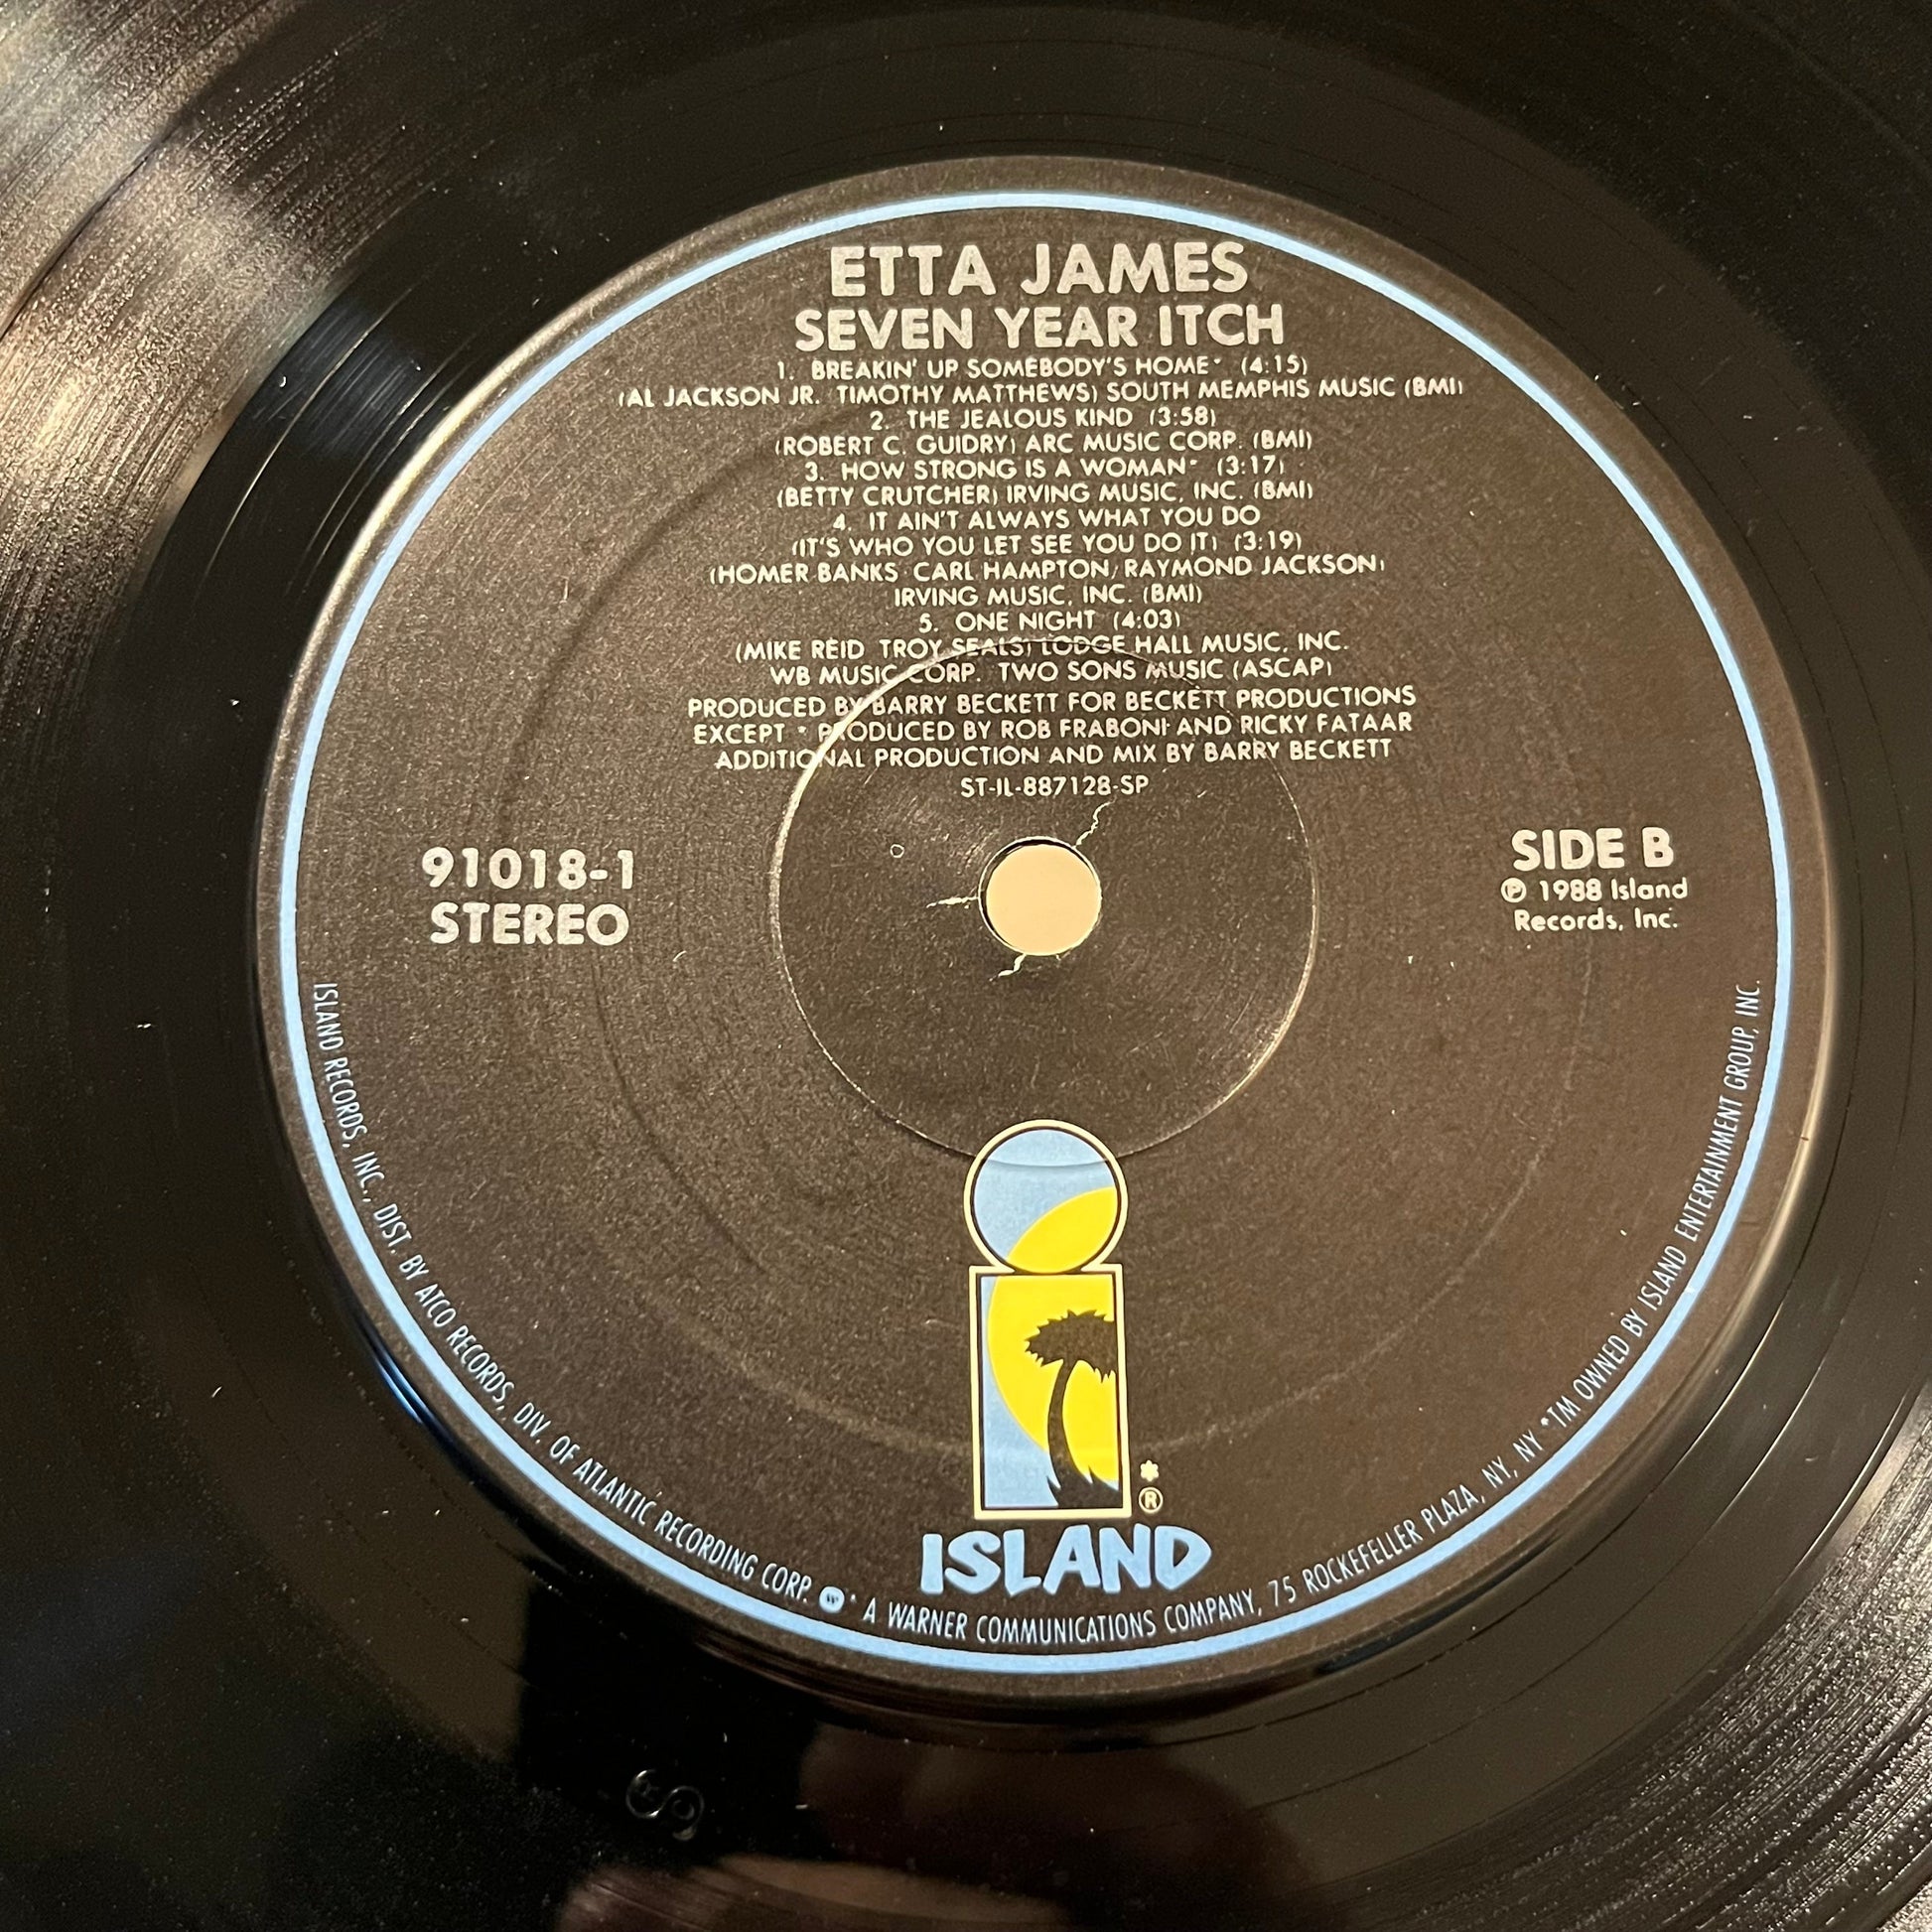 ETTA JAMES
SEVEN YEAR ITCH
1. BREAKIN' UP SOMEBODY'S HOME* (4:15)
(AL JACKSON JR. TIMOTHY MATTHEWS) SOUTH MEMPHIS MUSIC (BMI)
2. THE JEALOUS KIND (3:58)
(ROBERT C. GUIDRY) ARC MUSIC CORP. (BMI)
3. HOW STRONG IS A WOMAN* (3:17)
(BETTY CRUTCHER) IRVING MUSIC, INC. (BMI)
4. IT AIN'T ALWAYS WHAT YOU DO
(IT'S WHO YOU LET SEE YOU DO IT) (3:19)
(HOMER BANKS, CARL HAMPTON, RAYMOND JACKSON)
IRVING MUSIC, INC. (BMI)
5. ONE NIGHT (4:03)
(MIKE REID TROY SEALS) LODGE HALL MUSIC, INC.
WB MUSIC CORP. TWO SONS MUSIC (ASCAP)
PRODUCED BY BARRY BECKETT FOR BECKETT PRODUCTIONS
EXCEPT * PRODUCED BY ROB FRABONI AND RICKY FATAAR
ADDITIONAL PRODUCTION AND MIX BY BARRY BECKETT
ST-IL-887128-SP
91018-1
STEREO
SIDE B
℗ 1988 Island
Records, Inc.
*
®
ISLAND
ISLAND RECORDS, INC., DIST. BY ATCO RECORDS, DIV. OF ATLANTIC RECORDING CORP. W * A WARNER COMMUNICATIONS COMPANY, 75 ROCKEFELLER PLAZA, NY, NY *TM OWNED BY ISLAND ENTERTAINMENT GROUP, INC.